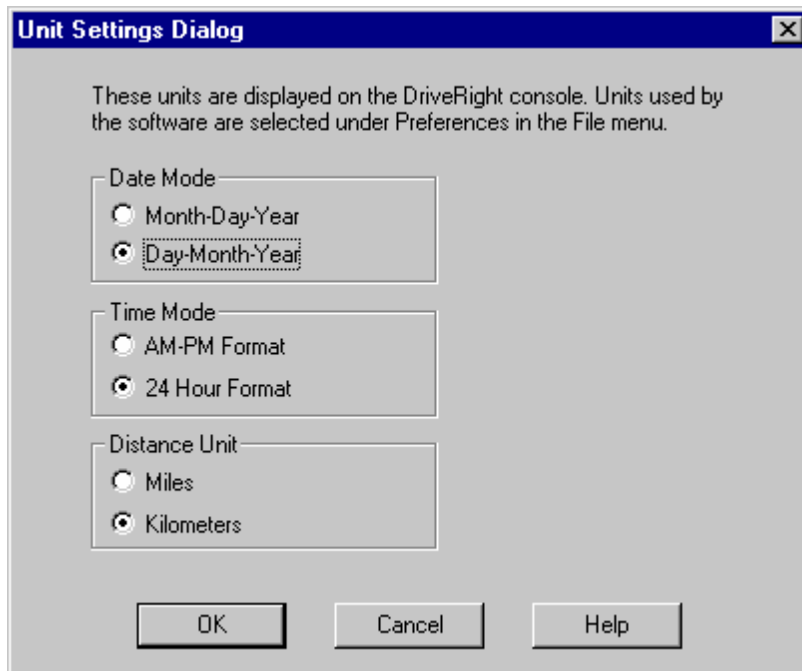 Unit Settings Dialog
These units are displayed on the DriveRight console. Units used by
the software are selected under Preferences in the File menu.
Date Mode
Month-Day-Year
Day-Month-Year
Time Mode
AM-PM Format
24 Hour Format
Distance Unit
Miles
Kilometers
OK
Cancel
Help